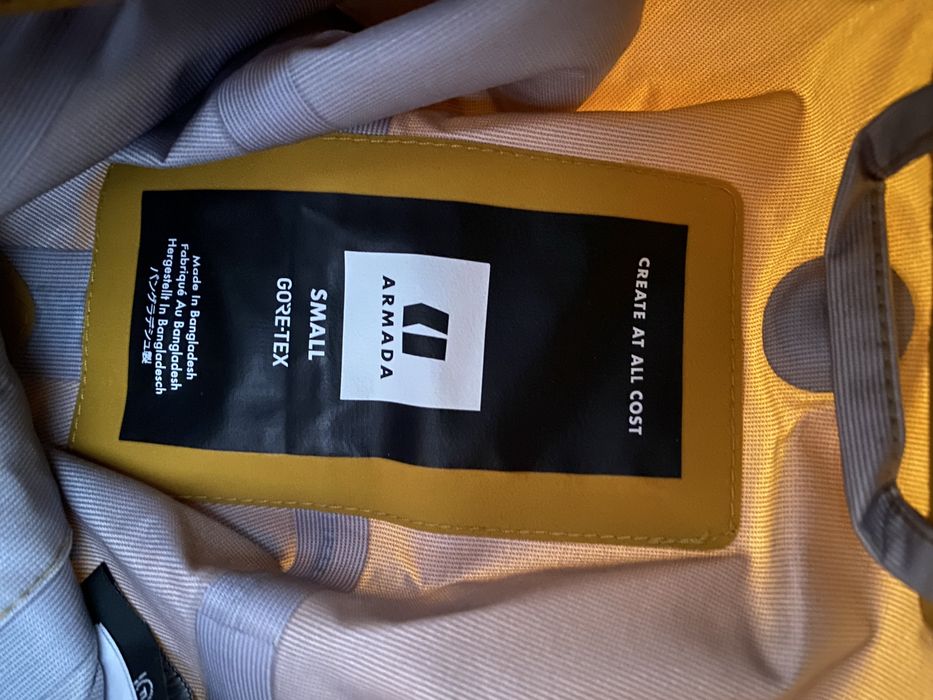 CREATE AT ALL COST
ARMADA
SMALL
GORE-TEX
Made In Bangladesh
Fabriqué Au Bangladesh
Hergestellt In Bangladesch
バングラデシュ製